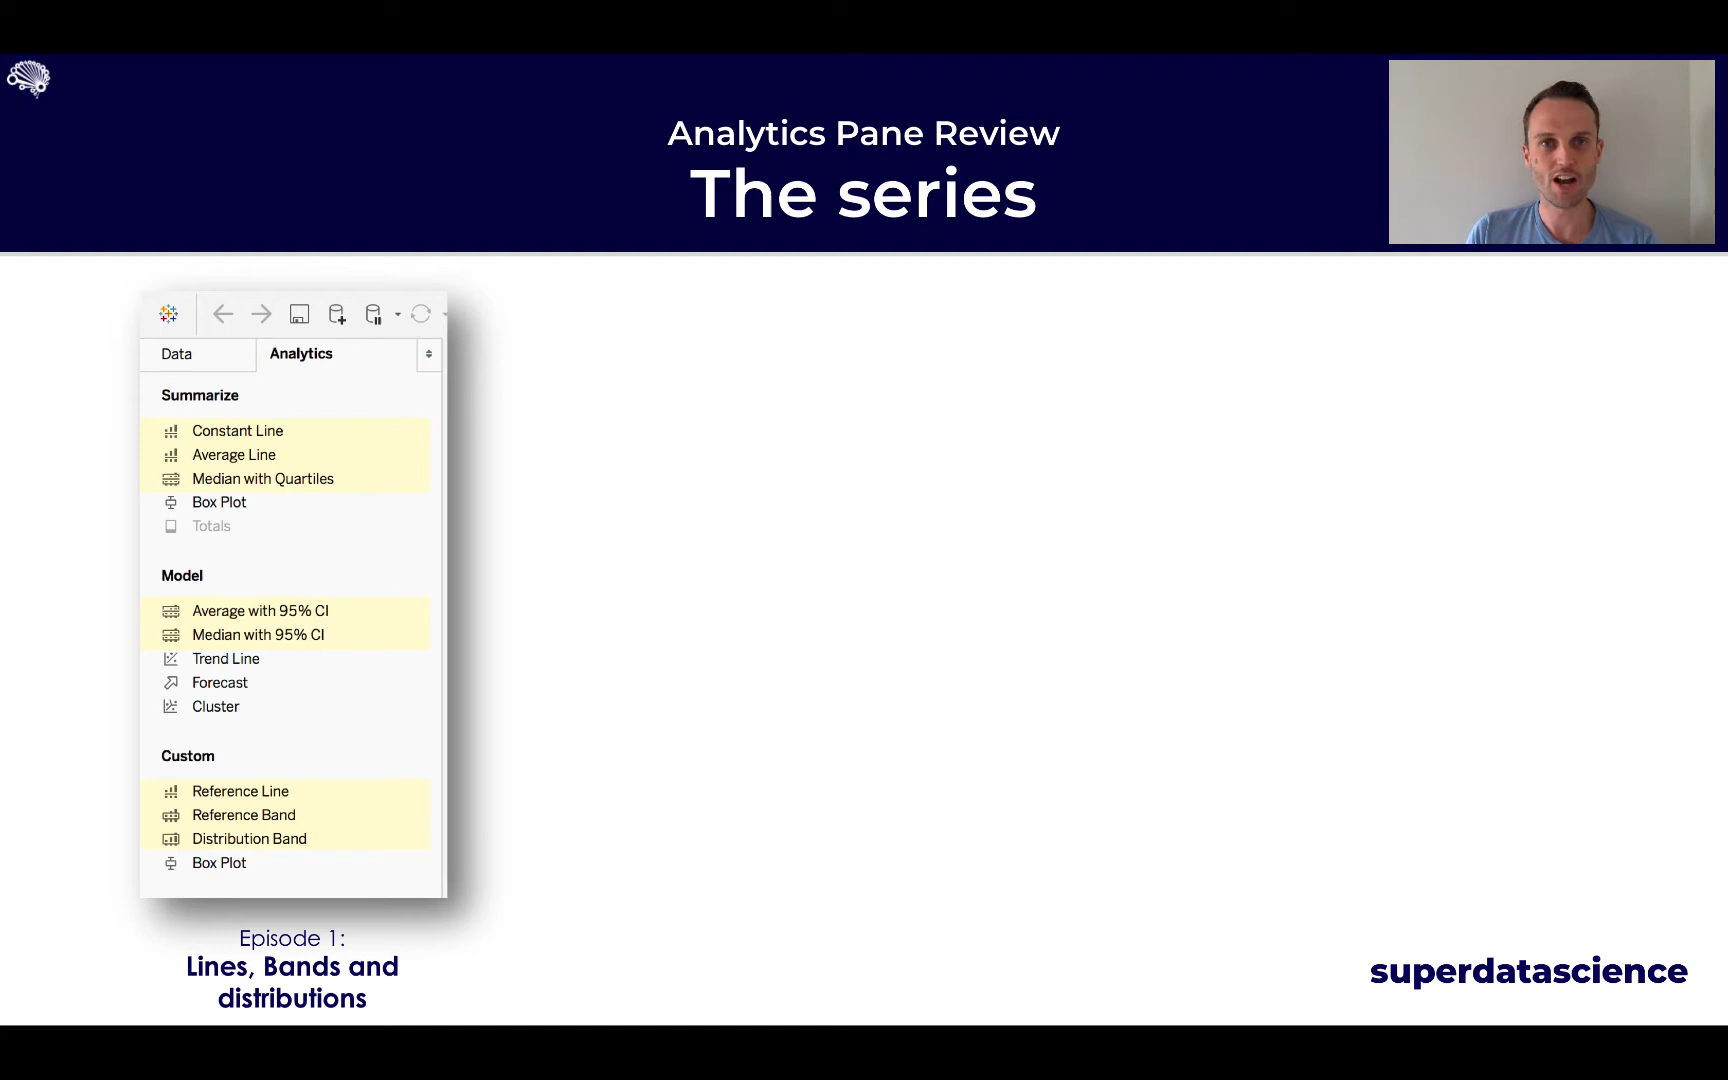 Analytics Pane Review
The series
Data
Analytics
Summarize
Constant Line
Average Line
Median with Quartiles
Box Plot
Totals
Model
Average with 95% CI
Median with 95% CI
Trend Line
Forecast
Cluster
Custom
Reference Line
Reference Band
Distribution Band
Box Plot
Episode 1:
Lines, Bands and
distributions
superdatascience